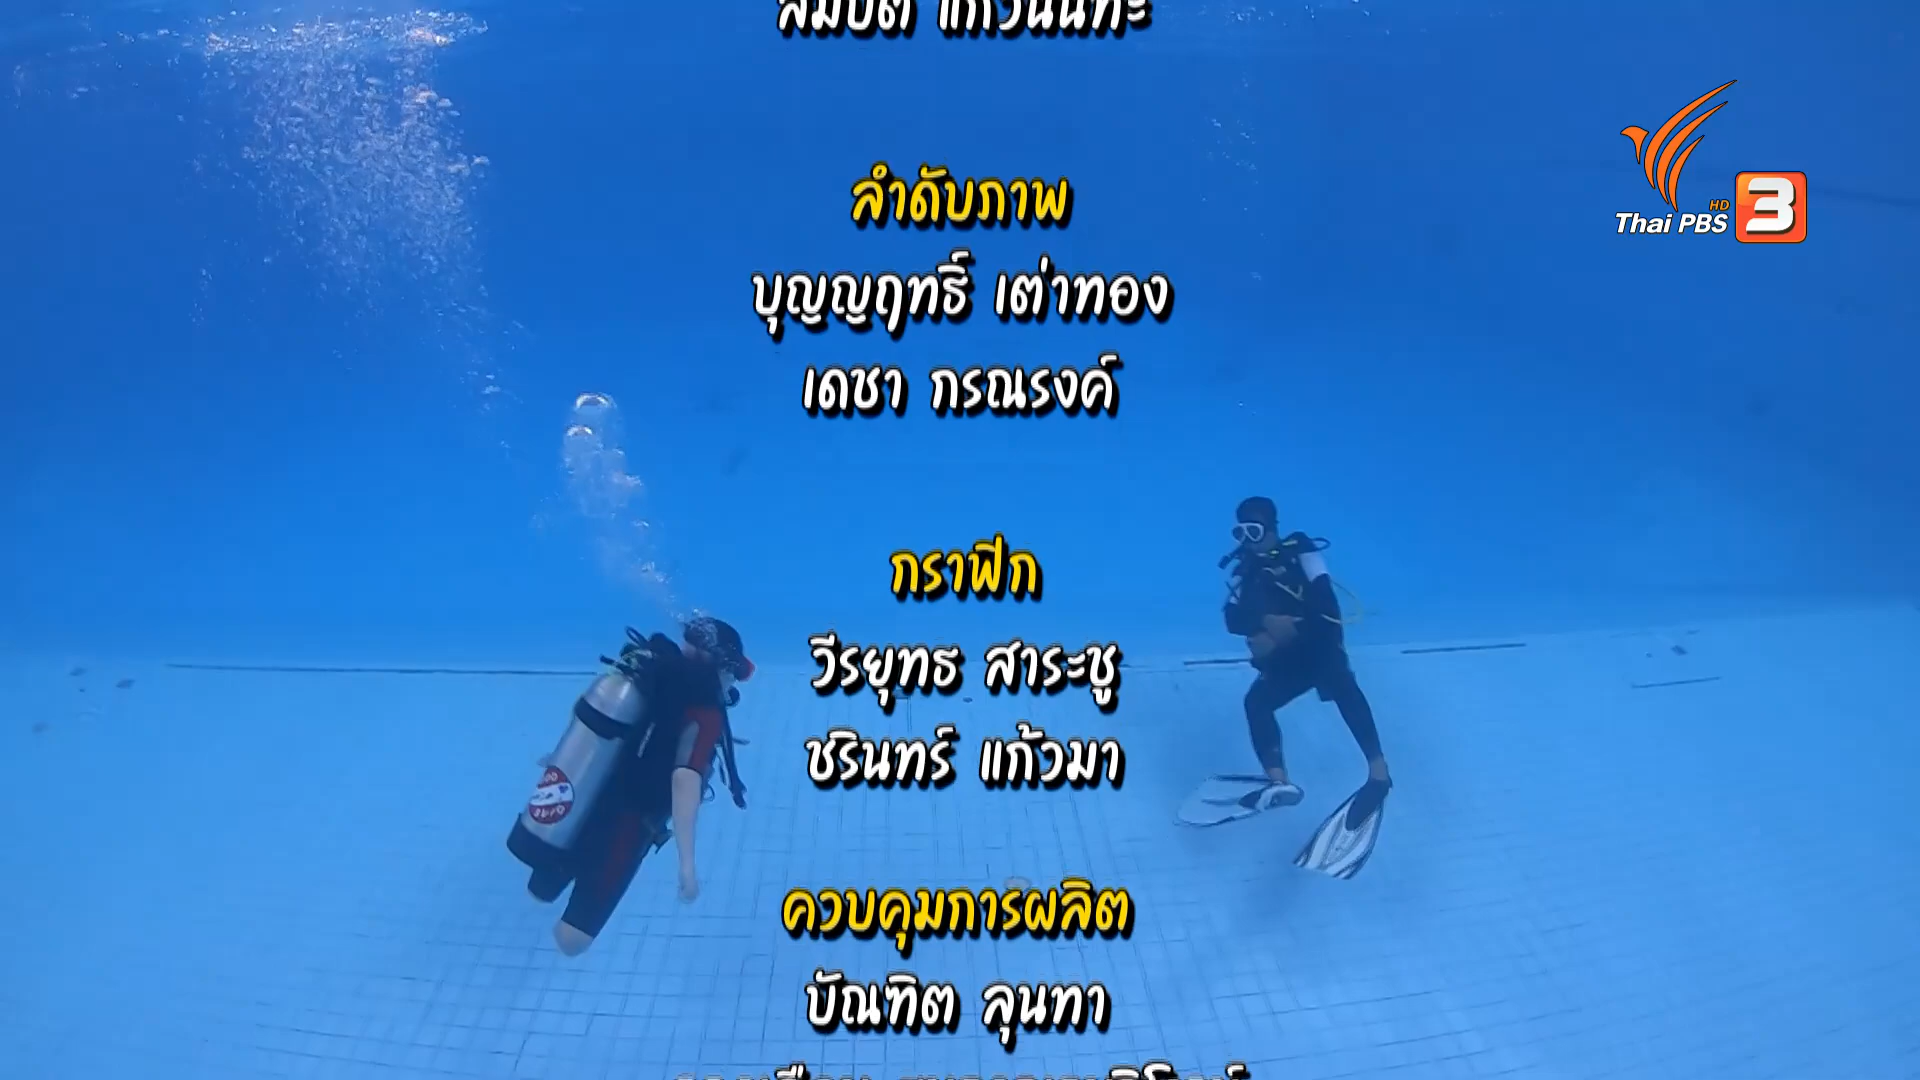 ลำดับภาพ
บุญญฤทธิ์ เต่าทอง
เดชา กรณรงค์
กราฟิก
วีรยุทธ สาระชู
ชรินทร์ แก้วมา
ควบคุมการผลิต
บัณฑิต ลุนทา
HD
Thai PBS 3